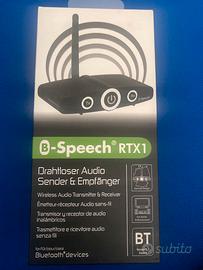 B-Speech® RTX1
Drahtloser Audio
Sender & Empfänger
Wireless Audio Transmitter & Receiver
Émetteur-récepteur Audio sans-fil
Transmisor y receptor de audio
inalámbricos
Trasmettitore e ricevitore audio
senza fili
Bluetooth® devices
BT
subito